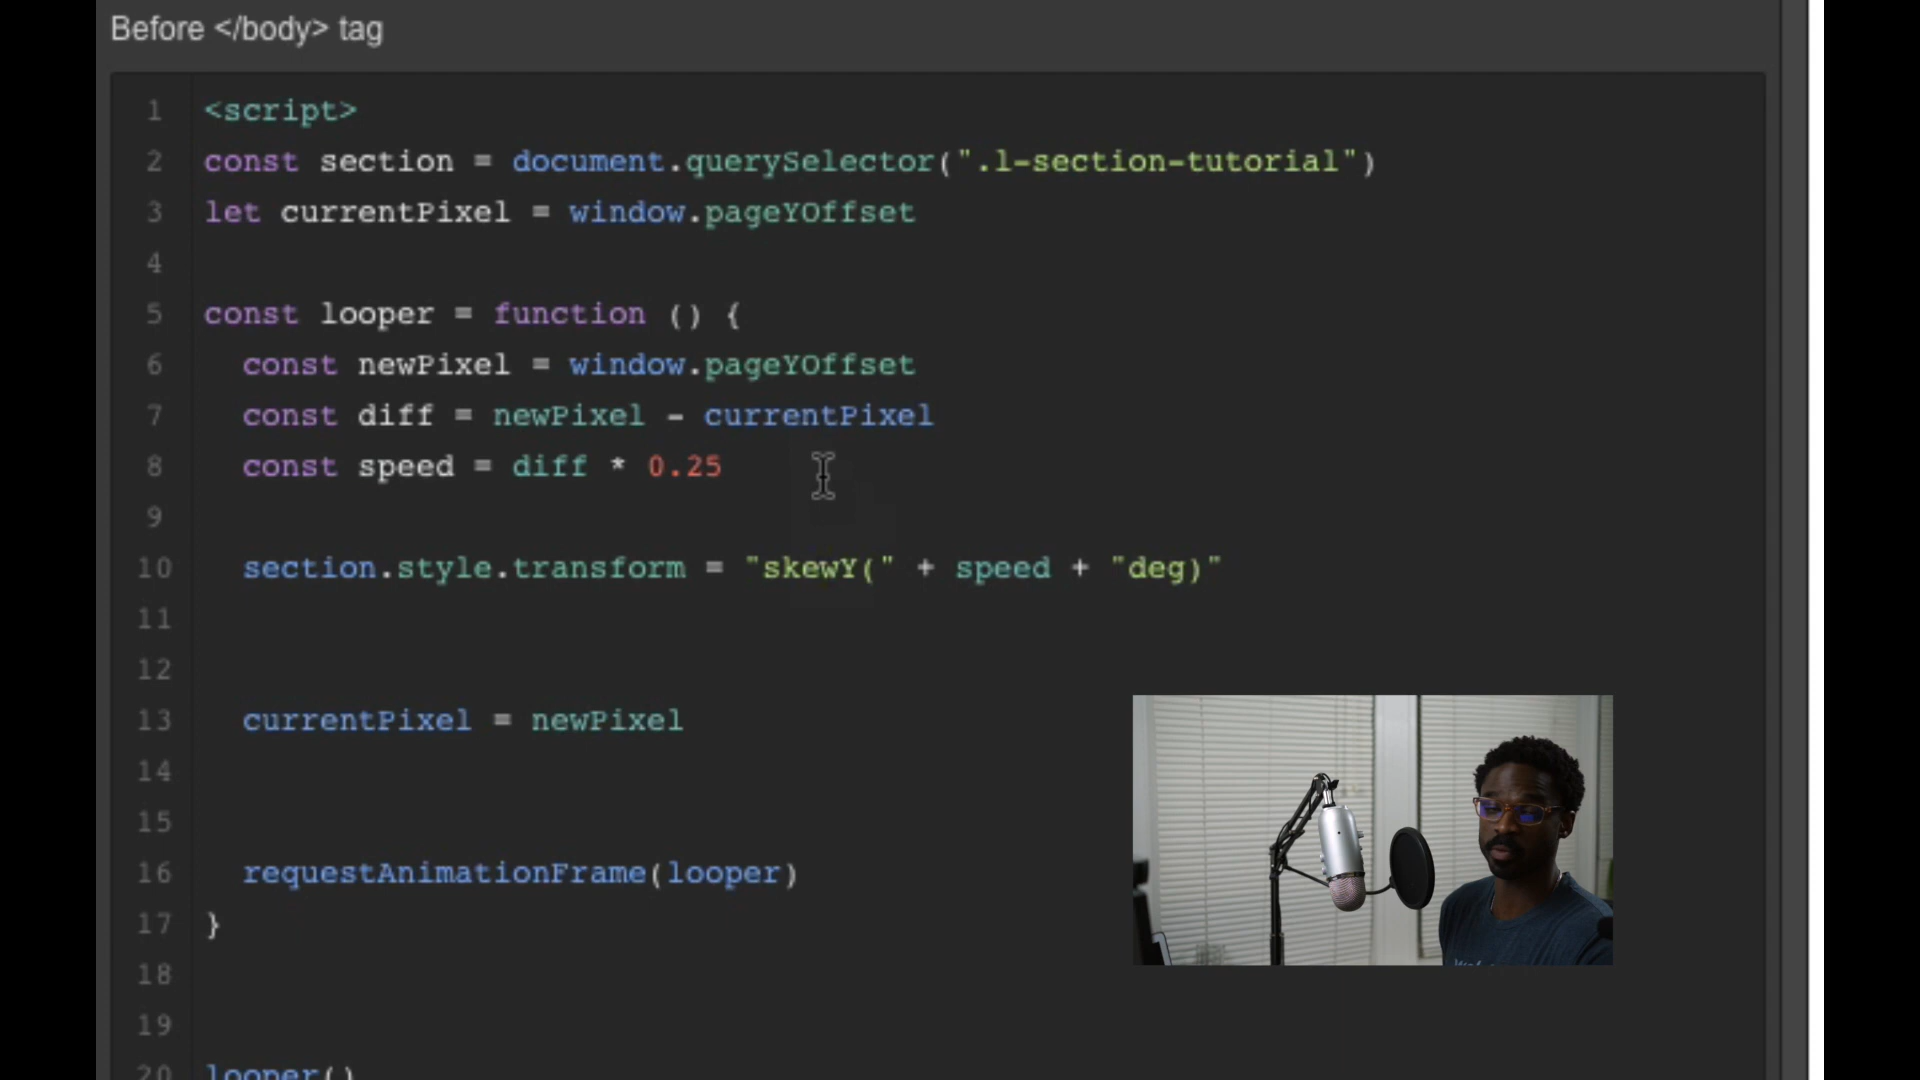 Before </body> tag
1 <script>
2 const section = document.querySelector(".l-section-tutorial")
3 let currentPixel = window.pageYOffset
4
5 const looper = function () {
6 const newPixel = window.pageYOffset
7 const diff = newPixel - currentPixel
8 const speed = diff * 0.25
9
10 section.style.transform = "skewY(" + speed + "deg)"
11
12
13 currentPixel = newPixel
14
15
16 requestAnimationFrame(looper)
17 }
18
19
20 looper()